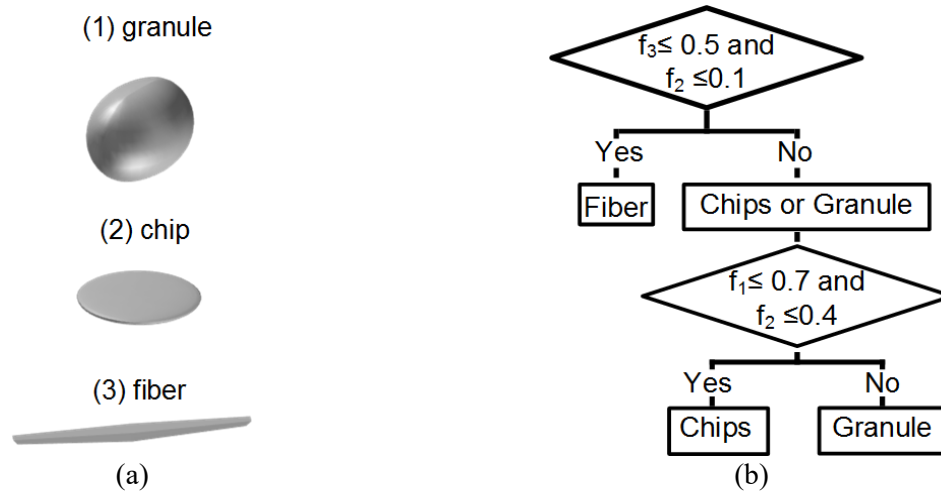 (1) granule
(2) chip
(3) fiber
(a)
f₃≤ 0.5 and
f₂ ≤0.1
Yes
No
Fiber
Chips or Granule
f₁≤ 0.7 and
f₂ ≤0.4
Yes
No
Chips
Granule
(b)